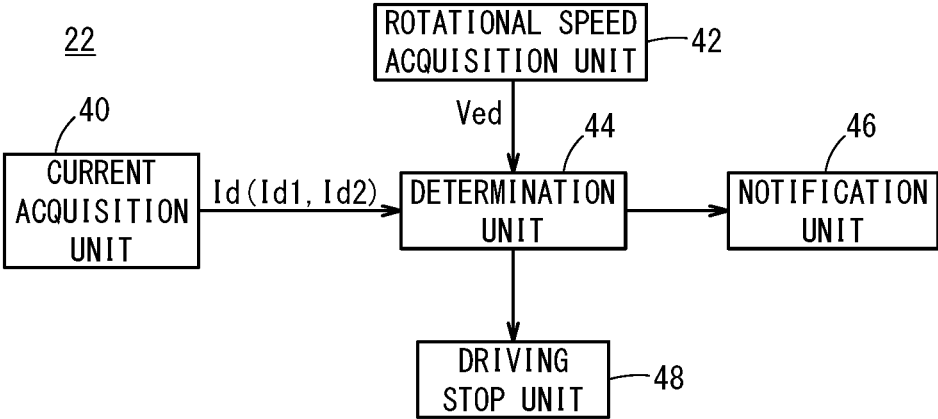 22
ROTATIONAL SPEED
ACQUISITION UNIT
42
40
Ved
44
46
CURRENT
ACQUISITION
UNIT
Id(Id1, Id2)
DETERMINATION
UNIT
NOTIFICATION
UNIT
DRIVING
STOP UNIT
48